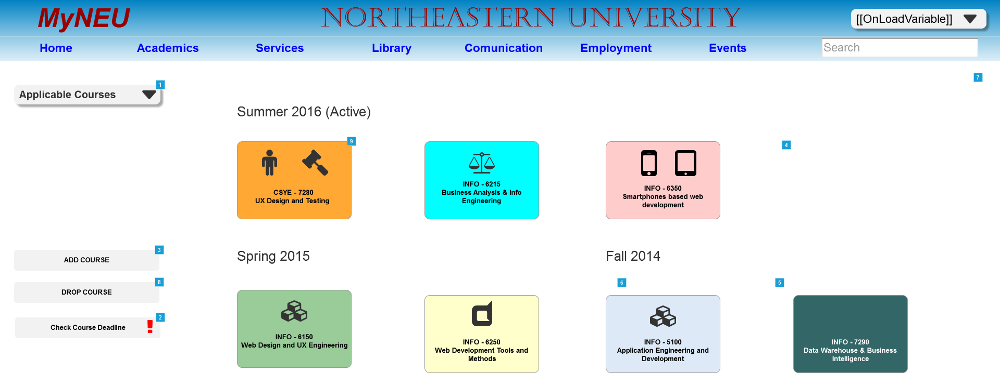 MyNEU
NORTHEASTERN UNIVERSITY
[[OnLoadVariable]]
Home
Academics
Services
Library
Comunication
Employment
Events
Search
1
7
Applicable Courses
Summer 2016 (Active)
9
4
CSYE - 7280
UX Design and Testing
INFO - 6215
Business Analysis & Info
Engineering
INFO - 6350
Smartphones based web
development
3
ADD COURSE
8
DROP COURSE
2
Check Course Deadline
Spring 2015
Fall 2014
6
5
INFO - 6150
Web Design and UX Engineering
INFO - 6250
Web Development Tools and
Methods
INFO - 5100
Application Engineering and
Development
INFO - 7290
Data Warehouse & Business
Intelligence